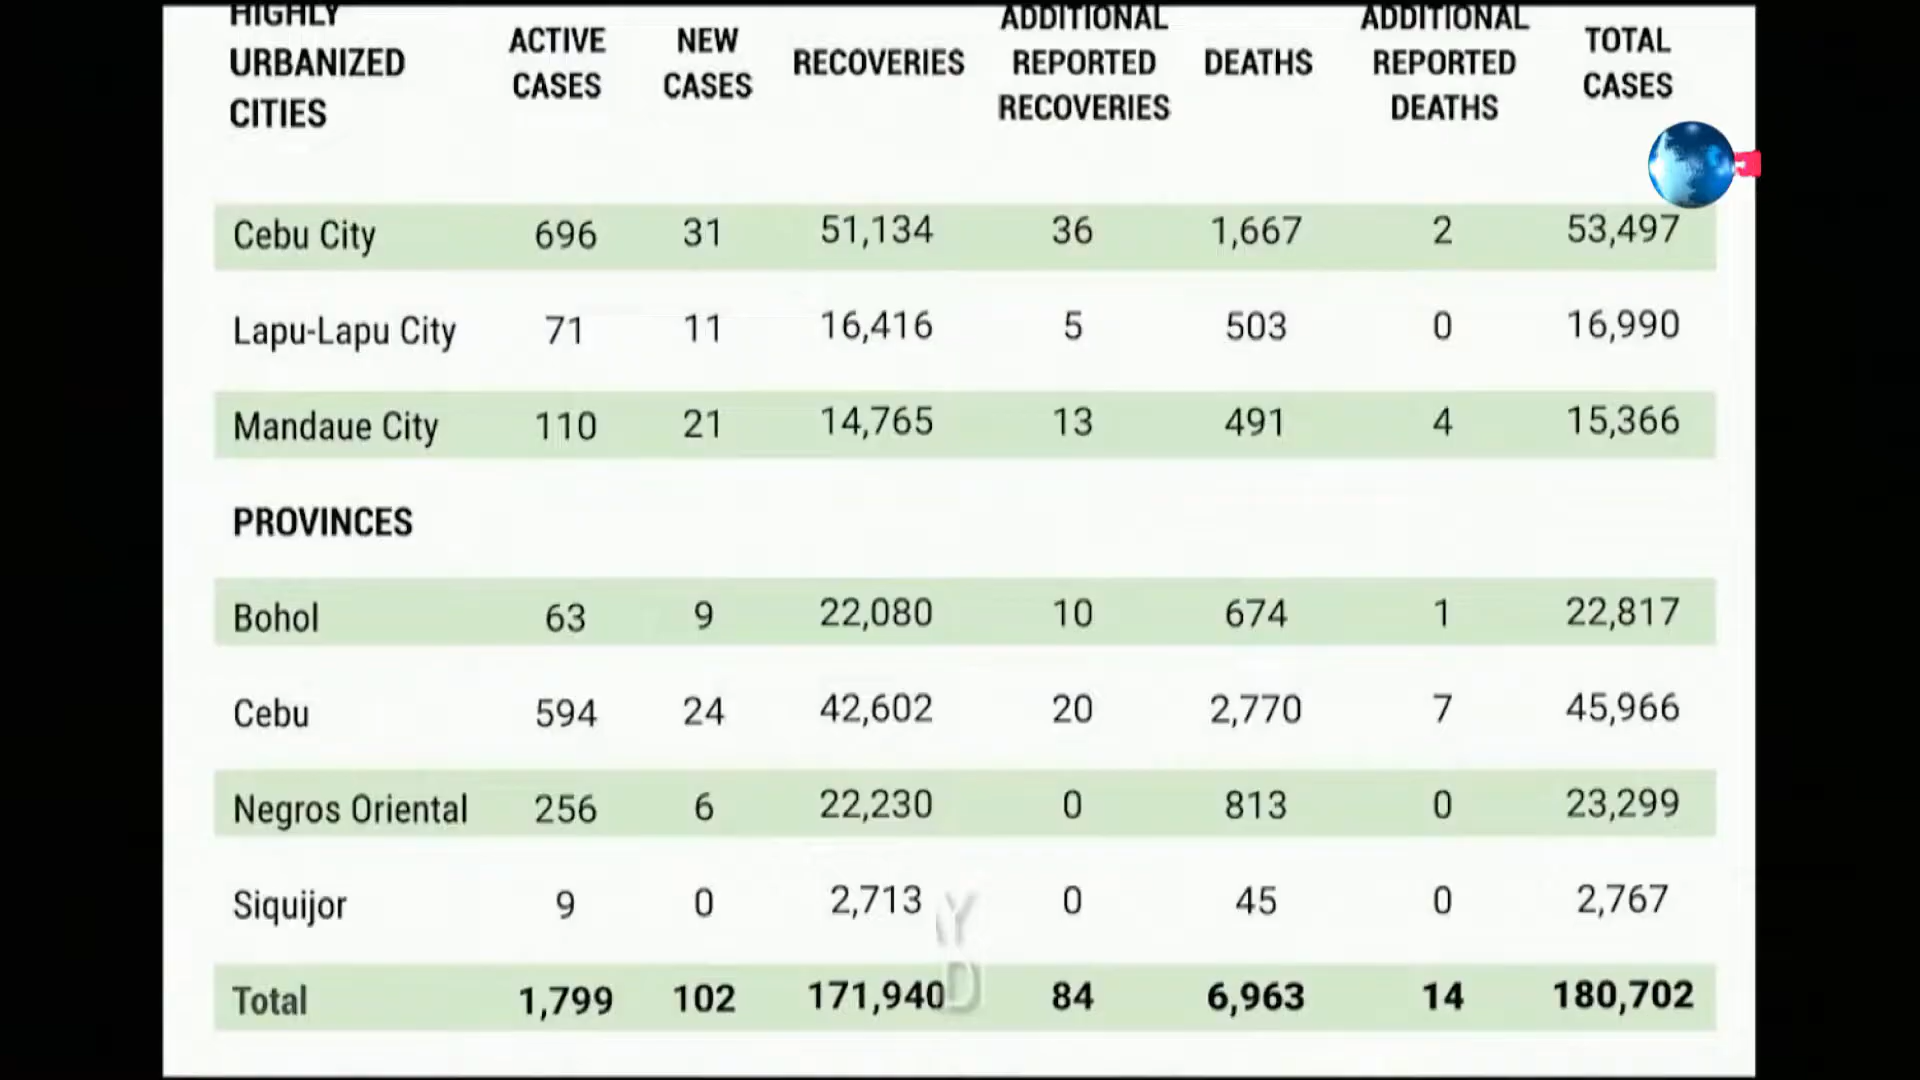 HIGHLY URBANIZED CITIES ACTIVE CASES NEW CASES RECOVERIES ADDITIONAL REPORTED RECOVERIES DEATHS ADDITIONAL REPORTED DEATHS TOTAL CASES
Cebu City 696 31 51,134 36 1,667 2 53,497
Lapu-Lapu City 71 11 16,416 5 503 0 16,990
Mandaue City 110 21 14,765 13 491 4 15,366
PROVINCES
Bohol 63 9 22,080 10 674 1 22,817
Cebu 594 24 42,602 20 2,770 7 45,966
Negros Oriental 256 6 22,230 0 813 0 23,299
Siquijor 9 0 2,713 0 45 0 2,767
Total 1,799 102 171,940 84 6,963 14 180,702